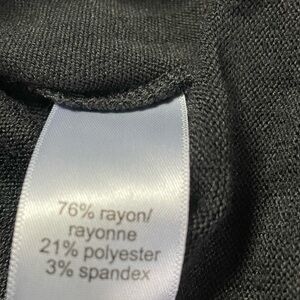 76% rayon/
rayonne
21% polyester
3% spandex